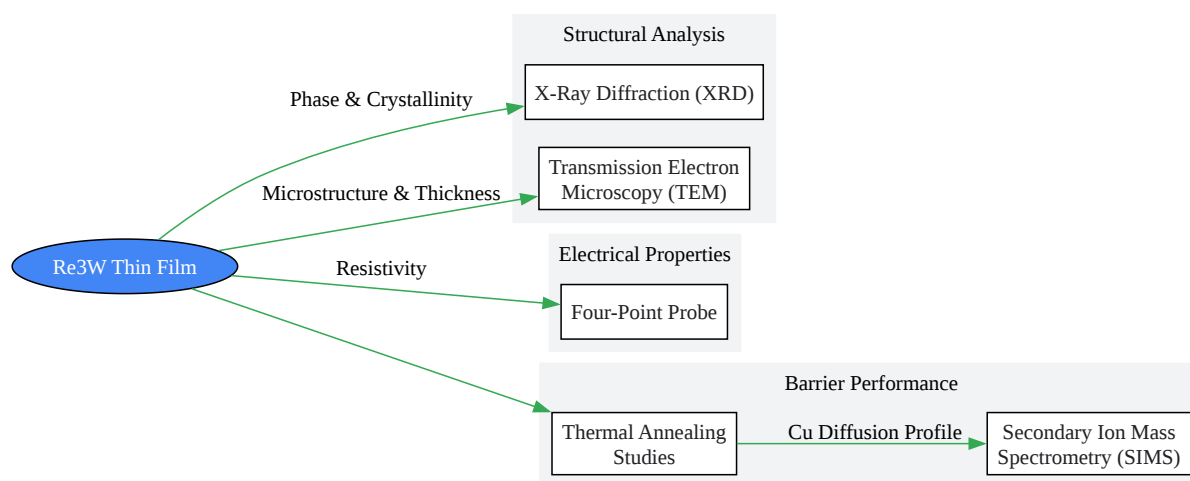 Structural Analysis
X-Ray Diffraction (XRD)
Phase & Crystallinity
Transmission Electron
Microscopy (TEM)
Microstructure & Thickness
Re3W Thin Film
Electrical Properties
Resistivity
Four-Point Probe
Barrier Performance
Thermal Annealing
Studies
Cu Diffusion Profile
Secondary Ion Mass
Spectrometry (SIMS)